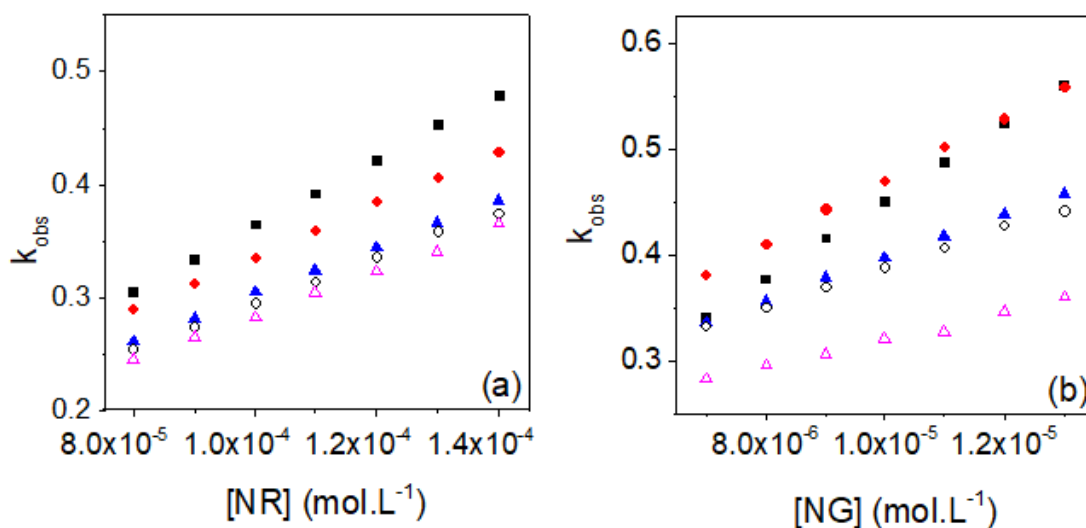 0.5
0.4
0.3
0.2
k_obs
(a)
8.0x10⁻⁵ 1.0x10⁻⁴ 1.2x10⁻⁴ 1.4x10⁻⁴
[NR] (mol.L⁻¹)
0.6
0.5
0.4
0.3
k_obs
(b)
8.0x10⁻⁶ 1.0x10⁻⁵ 1.2x10⁻⁵
[NG] (mol.L⁻¹)